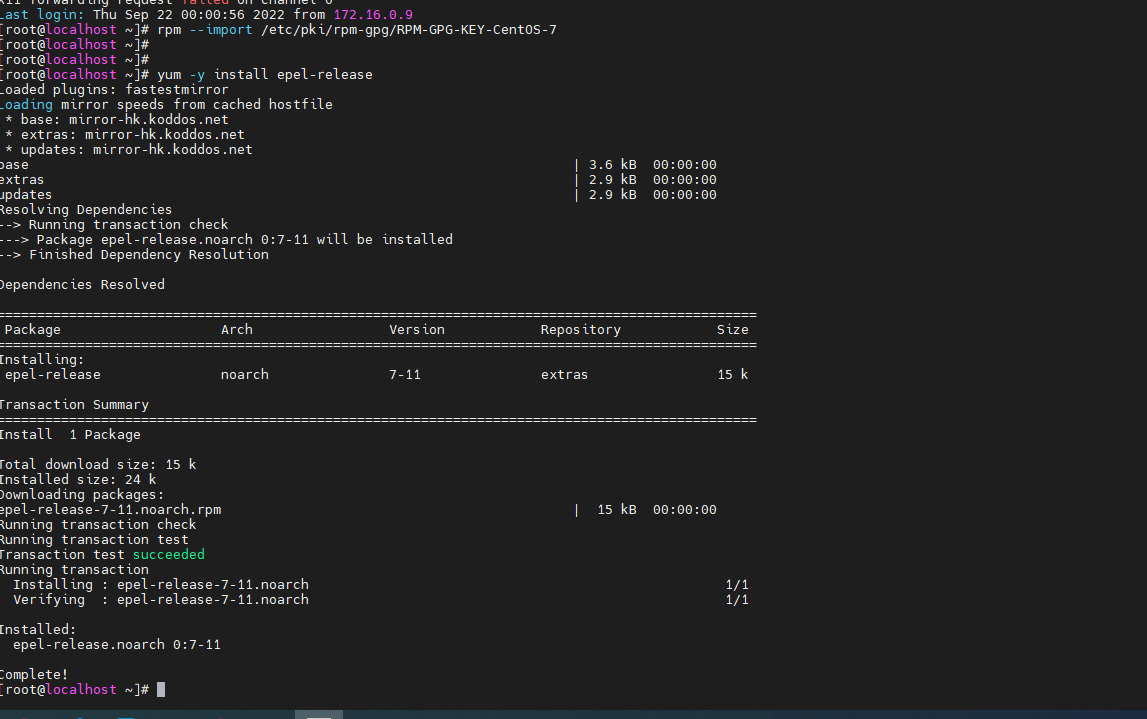 X11 forwarding request failed on channel 0
Last login: Thu Sep 22 00:00:56 2022 from 172.16.0.9
[root@localhost ~]# rpm --import /etc/pki/rpm-gpg/RPM-GPG-KEY-CentOS-7
[root@localhost ~]#
[root@localhost ~]#
[root@localhost ~]# yum -y install epel-release
Loaded plugins: fastestmirror
Loading mirror speeds from cached hostfile
* base: mirror-hk.koddos.net
* extras: mirror-hk.koddos.net
* updates: mirror-hk.koddos.net
base | 3.6 kB 00:00:00
extras | 2.9 kB 00:00:00
updates | 2.9 kB 00:00:00
Resolving Dependencies
--> Running transaction check
---> Package epel-release.noarch 0:7-11 will be installed
--> Finished Dependency Resolution
Dependencies Resolved
================================================================================
Package Arch Version Repository Size
================================================================================
Installing:
epel-release noarch 7-11 extras 15 k
Transaction Summary
================================================================================
Install 1 Package
Total download size: 15 k
Installed size: 24 k
Downloading packages:
epel-release-7-11.noarch.rpm | 15 kB 00:00:00
Running transaction check
Running transaction test
Transaction test succeeded
Running transaction
Installing : epel-release-7-11.noarch 1/1
Verifying : epel-release-7-11.noarch 1/1
Installed:
epel-release.noarch 0:7-11
Complete!
[root@localhost ~]#